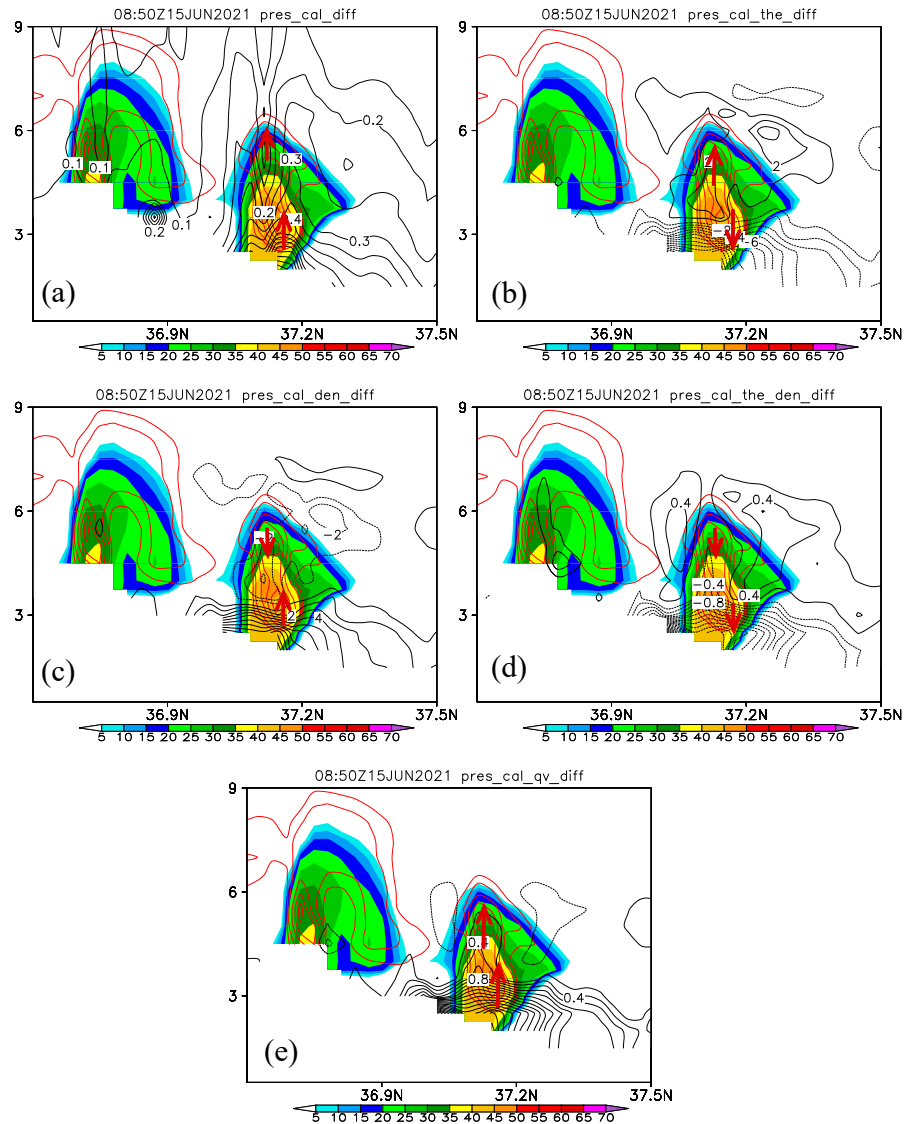 08:50Z15JUN2021 pres_cal_diff
9
6
3
0.2
0.1
0.1
0.3
0.2
.4
0.1
0.2
0.3
(a)
36.9N 37.2N 37.5N
5 10 15 20 25 30 35 40 45 50 55 60 65 70
08:50Z15JUN2021 pres_cal_the_diff
9
6
3
2
2
-6
(b)
36.9N 37.2N 37.5N
5 10 15 20 25 30 35 40 45 50 55 60 65 70
08:50Z15JUN2021 pres_cal_den_diff
9
6
3
-2
2
4
(c)
36.9N 37.2N 37.5N
5 10 15 20 25 30 35 40 45 50 55 60 65 70
08:50Z15JUN2021 pres_cal_the_den_diff
9
6
3
0.4
0.4
-0.4
0.4
-0.8
(d)
36.9N 37.2N 37.5N
5 10 15 20 25 30 35 40 45 50 55 60 65 70
08:50Z15JUN2021 pres_cal_qv_diff
9
6
3
0.4
0.8
0.4
(e)
36.9N 37.2N 37.5N
5 10 15 20 25 30 35 40 45 50 55 60 65 70